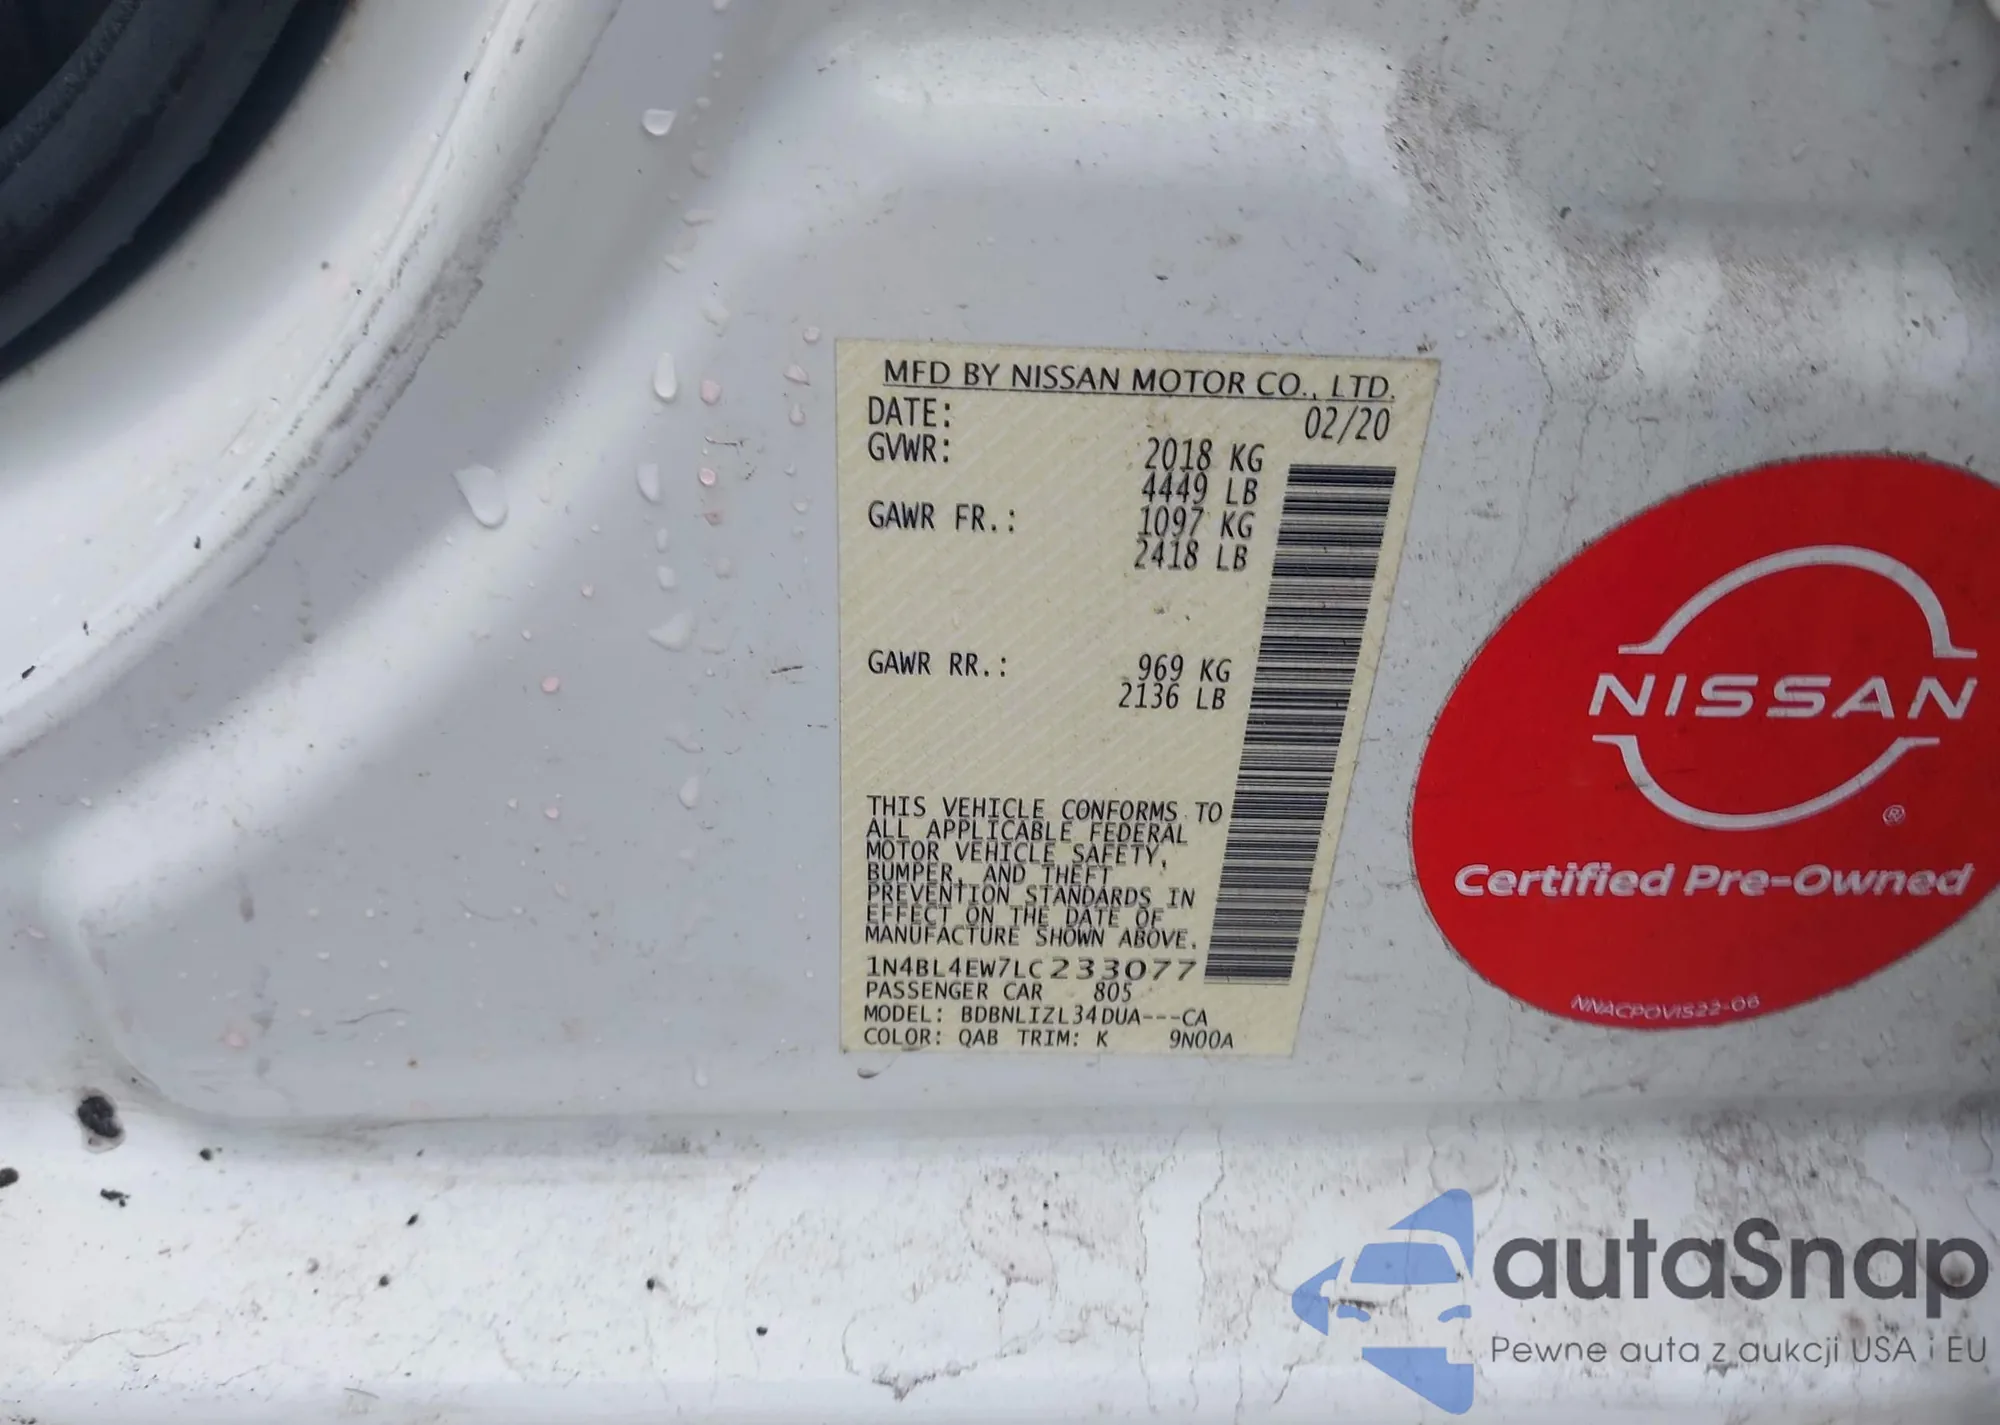 MFD BY NISSAN MOTOR CO., LTD.
DATE: 02/20
GVWR: 2018 KG
4449 LB
GAWR FR.: 1097 KG
2418 LB
GAWR RR.: 969 KG
2136 LB
THIS VEHICLE CONFORMS TO
ALL APPLICABLE FEDERAL
MOTOR VEHICLE SAFETY,
BUMPER, AND THEFT
PREVENTION STANDARDS IN
EFFECT ON THE DATE OF
MANUFACTURE SHOWN ABOVE.
1N4BL4EW7LC233077
PASSENGER CAR 805
MODEL: BDBNLIZL34DUA---CA
COLOR: QAB TRIM: K 9N00A
NISSAN
®
Certified Pre-Owned
NNACPOVIS22-06
autoSnap
Pewne auta z aukcji USA i EU